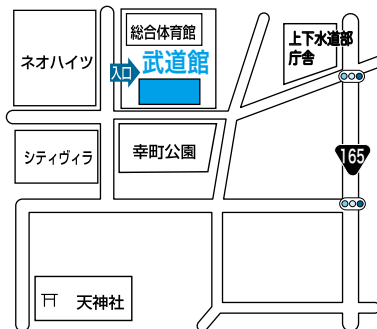 総合体育館
上下水道部
庁舎
ネオハイツ
武道館
入口
シティヴィラ
幸町公園
165
天神社